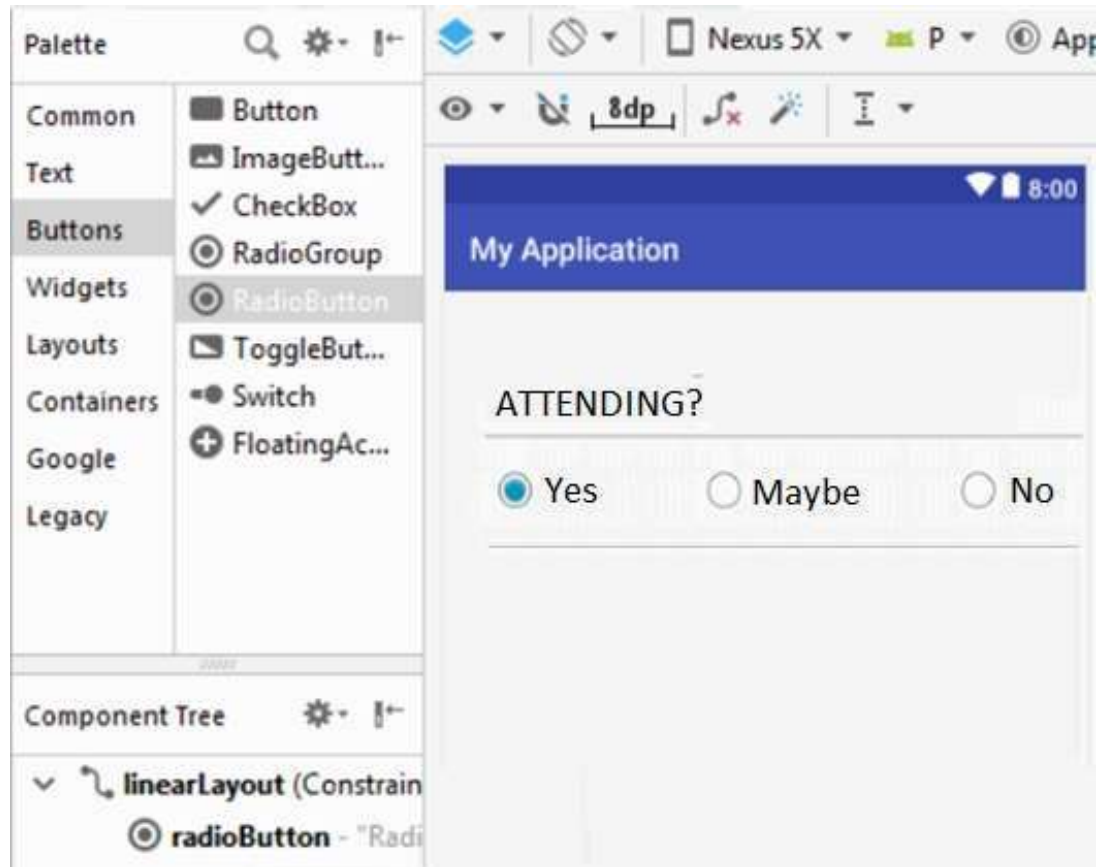 Palette
Common
Text
Buttons
Widgets
Layouts
Containers
Google
Legacy
Button
ImageButt...
CheckBox
RadioGroup
RadioButton
ToggleBut...
Switch
FloatingAc...
Component Tree
linearLayout (Constrain
radioButton - "Radi
Nexus 5X P App
8dp
8:00
My Application
ATTENDING?
Yes Maybe No